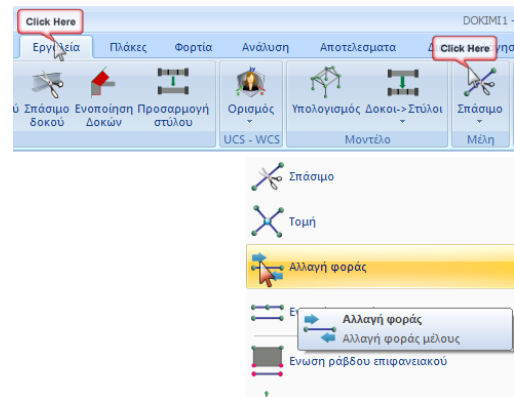 DOKIMI1 -
Click Here
Εργαλεία Πλάκες Φορτία Ανάλυση Αποτελεσματα
Click Here
Σπάσιμο δοκού
Ενοποίηση Δοκών
Προσαρμογή στύλου
Ορισμός
Υπολογισμός
Δοκοι->Στύλοι
Σπάσιμο
UCS - WCS Μοντέλο Μέλη
Σπάσιμο
Τομή
Αλλαγή φοράς
Αλλαγή φοράς
Αλλαγή φοράς μέλους
Ενωση ράβδου επιφανειακού